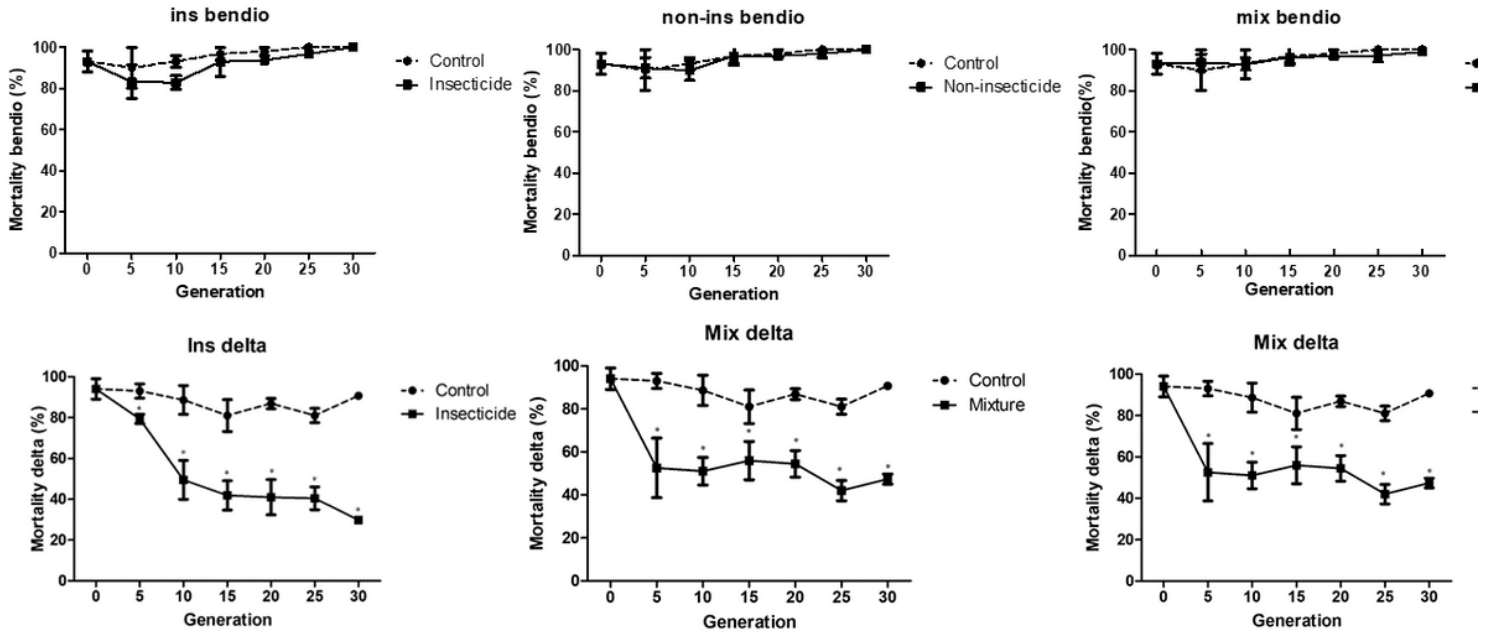 ins bendio
Mortality bendio (%)
100
80
60
40
20
0
0 5 10 15 20 25 30
Generation
Control
Insecticide
non-ins bendio
Mortality bendio (%)
100
80
60
40
20
0
0 5 10 15 20 25 30
Generation
Control
Non-insecticide
mix bendio
Mortality bendio(%)
100
80
60
40
20
0
0 5 10 15 20 25 30
Generation
Ins delta
Mortality delta (%)
100
80
60
40
20
0
* * * * * *
0 5 10 15 20 25 30
Generation
Control
Insecticide
Mix delta
Mortality delta (%)
100
80
60
40
20
0
* * * * * *
0 5 10 15 20 25 30
Generation
Control
Mixture
Mix delta
Mortality delta (%)
100
80
60
40
20
0
* * * * * *
0 5 10 15 20 25 30
Generation